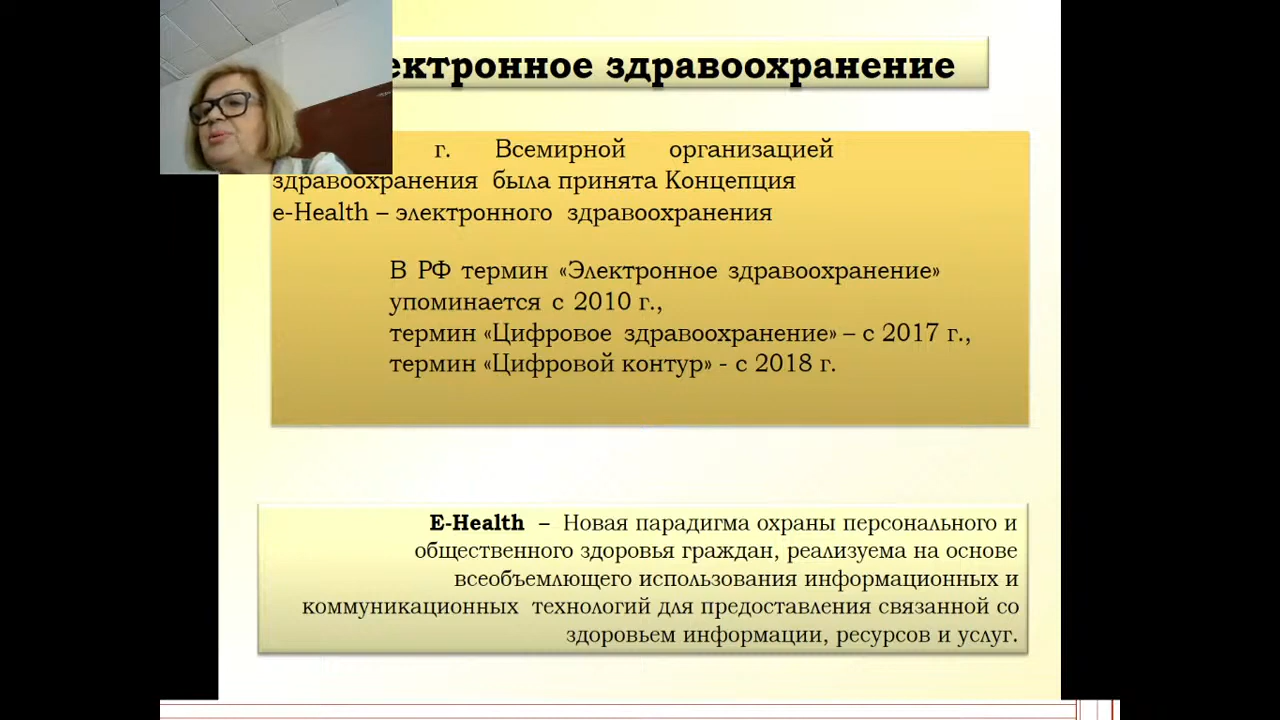 ектронное здравоохранение
г. Всемирной организацией
здравоохранения была принята Концепция
e-Health – электронного здравоохранения
В РФ термин «Электронное здравоохранение»
упоминается с 2010 г.,
термин «Цифровое здравоохранение» – с 2017 г.,
термин «Цифровой контур» - с 2018 г.
E-Health – Новая парадигма охраны персонального и
общественного здоровья граждан, реализуема на основе
всеобъемлющего использования информационных и
коммуникационных технологий для предоставления связанной со
здоровьем информации, ресурсов и услуг.